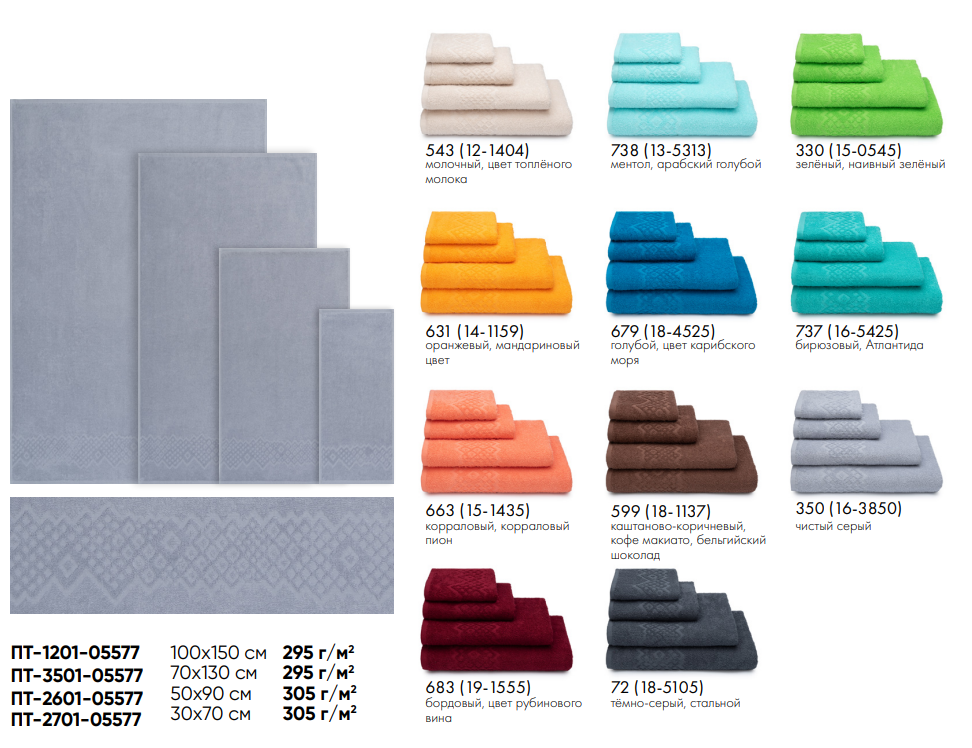 543 (12-1404)
молочный, цвет топлёного
молока
738 (13-5313)
ментол, арабский голубой
330 (15-0545)
зелёный, наивный зелёный
631 (14-1159)
оранжевый, мандариновый
цвет
679 (18-4525)
голубой, цвет карибского
моря
737 (16-5425)
бирюзовый, Атлантида
663 (15-1435)
корраловый, корраловый
пион
599 (18-1137)
каштаново-коричневый,
кофе макиато, бельгийский
шоколад
350 (16-3850)
чистый серый
683 (19-1555)
бордовый, цвет рубинового
вина
72 (18-5105)
тёмно-серый, стальной
ПТ-1201-05577 100х150 см 295 г/м²
ПТ-3501-05577 70х130 см 295 г/м²
ПТ-2601-05577 50х90 см 305 г/м²
ПТ-2701-05577 30х70 см 305 г/м²